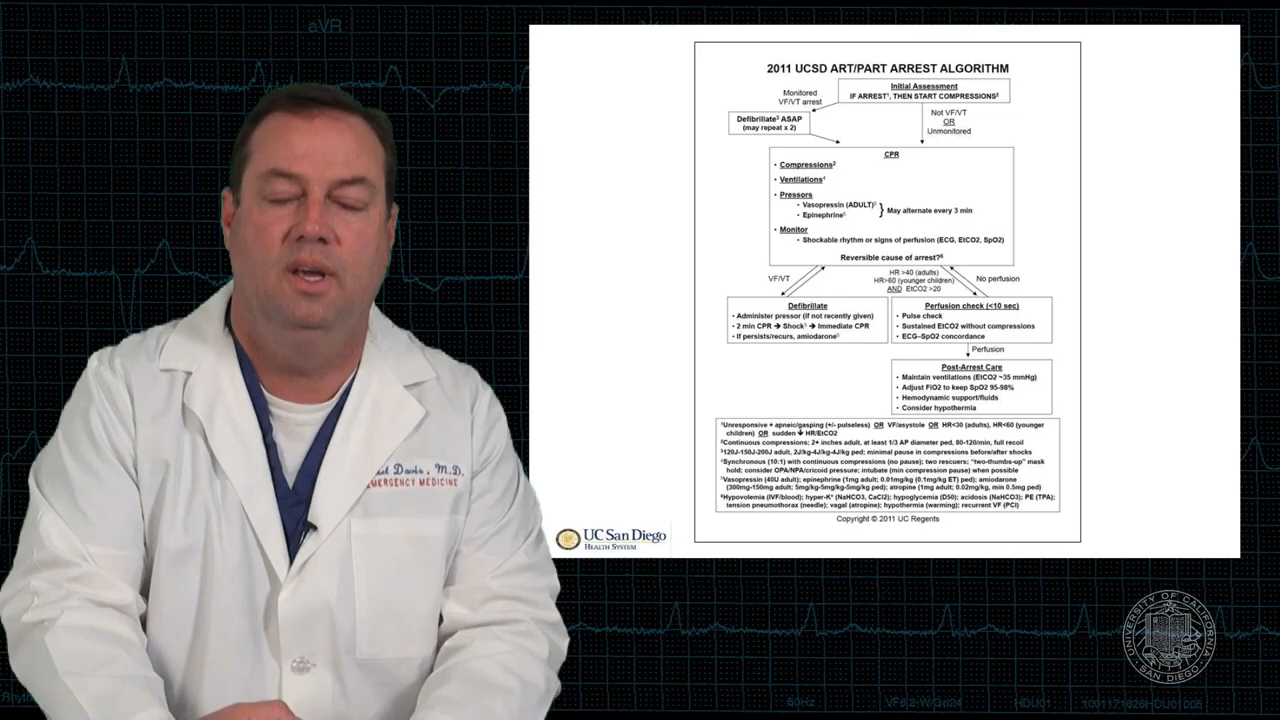 aVR
2011 UCSD ART/PART ARREST ALGORITHM
Initial Assessment
IF ARREST¹, THEN START COMPRESSIONS²
Monitored
VF/VT arrest
Not VF/VT
OR
Unmonitored
Defibrillate³ ASAP
(may repeat x 2)
CPR
• Compressions²
• Ventilations⁴
• Pressors
• Vasopressin (ADULT)⁵
• Epinephrine⁵
} May alternate every 3 min
• Monitor
• Shockable rhythm or signs of perfusion (ECG, EtCO2, SpO2)
Reversible cause of arrest?⁶
VF/VT
HR >40 (adults)
HR>60 (younger children)
AND EtCO2 >20
No perfusion
Defibrillate
• Administer pressor (if not recently given)
• 2 min CPR ➔ Shock³ ➔ Immediate CPR
• If persists/recurs, amiodarone⁵
Perfusion check (<10 sec)
• Pulse check
• Sustained EtCO2 without compressions
• ECG–SpO2 concordance
Perfusion
Post-Arrest Care
• Maintain ventilations (EtCO2 ~35 mmHg)
• Adjust FIO2 to keep SpO2 95-98%
• Hemodynamic support/fluids
• Consider hypothermia
¹Unresponsive + apneic/gasping (+/- pulseless) OR VF/asystole OR HR<30 (adults), HR<60 (younger
children) OR sudden ↓ HR/EtCO2
²Continuous compressions; 2+ inches adult, at least 1/3 AP diameter ped, 80-120/min, full recoil
³120J-150J-200J adult, 2J/kg-4J/kg-4J/kg ped; minimal pause in compressions before/after shocks
⁴Synchronous (10:1) with continuous compressions (no pause); two rescuers; "two-thumbs-up" mask
hold; consider OPA/NPA/cricoid pressure; intubate (min compression pause) when possible
⁵Vasopressin (40U adult); epinephrine (1mg adult; 0.01mg/kg (0.1mg/kg ET) ped); amiodarone
(300mg-150mg adult; 5mg/kg-5mg/kg-5mg/kg ped); atropine (1mg adult; 0.02mg/kg, min 0.5mg ped)
⁶Hypovolemia (IVF/blood); hyper-K⁺ (NaHCO3, CaCl2); hypoglycemia (D50); acidosis (NaHCO3); PE (TPA);
tension pneumothorax (needle); vagal (atropine); hypothermia (warming); recurrent VF (PCI)
Copyright © 2011 UC Regents
Davis, M.D.
EMERGENCY MEDICINE
UC San Diego
HEALTH SYSTEM
UNIVERSITY OF CALIFORNIA
SAN DIEGO
50Hz
HDU01